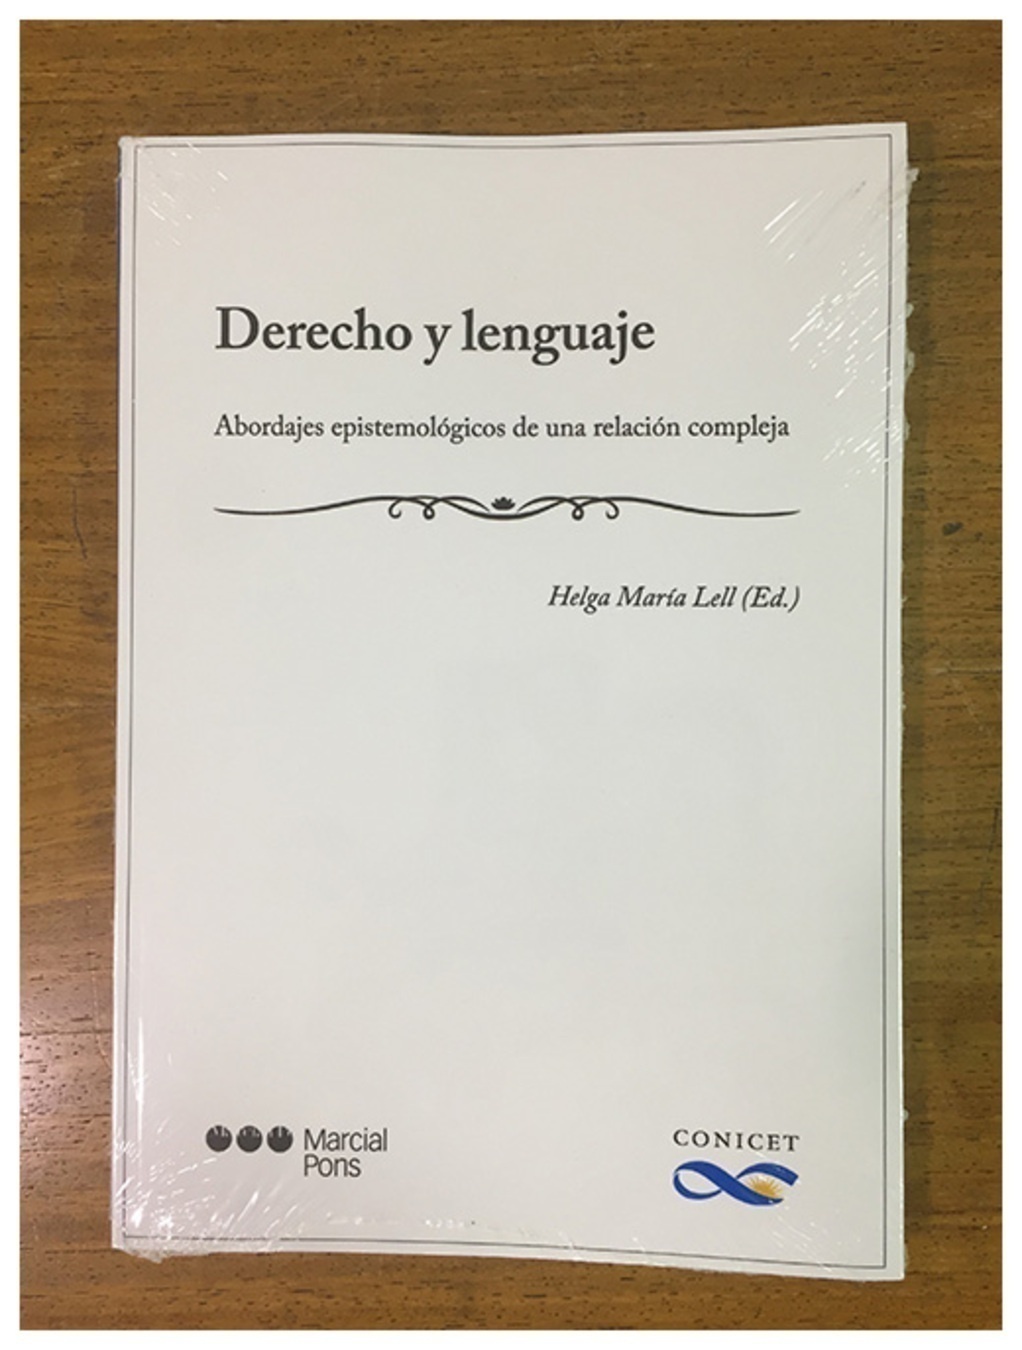 Derecho y lenguaje
Abordajes epistemológicos de una relación compleja
Helga María Lell (Ed.)
Marcial
Pons
CONICET